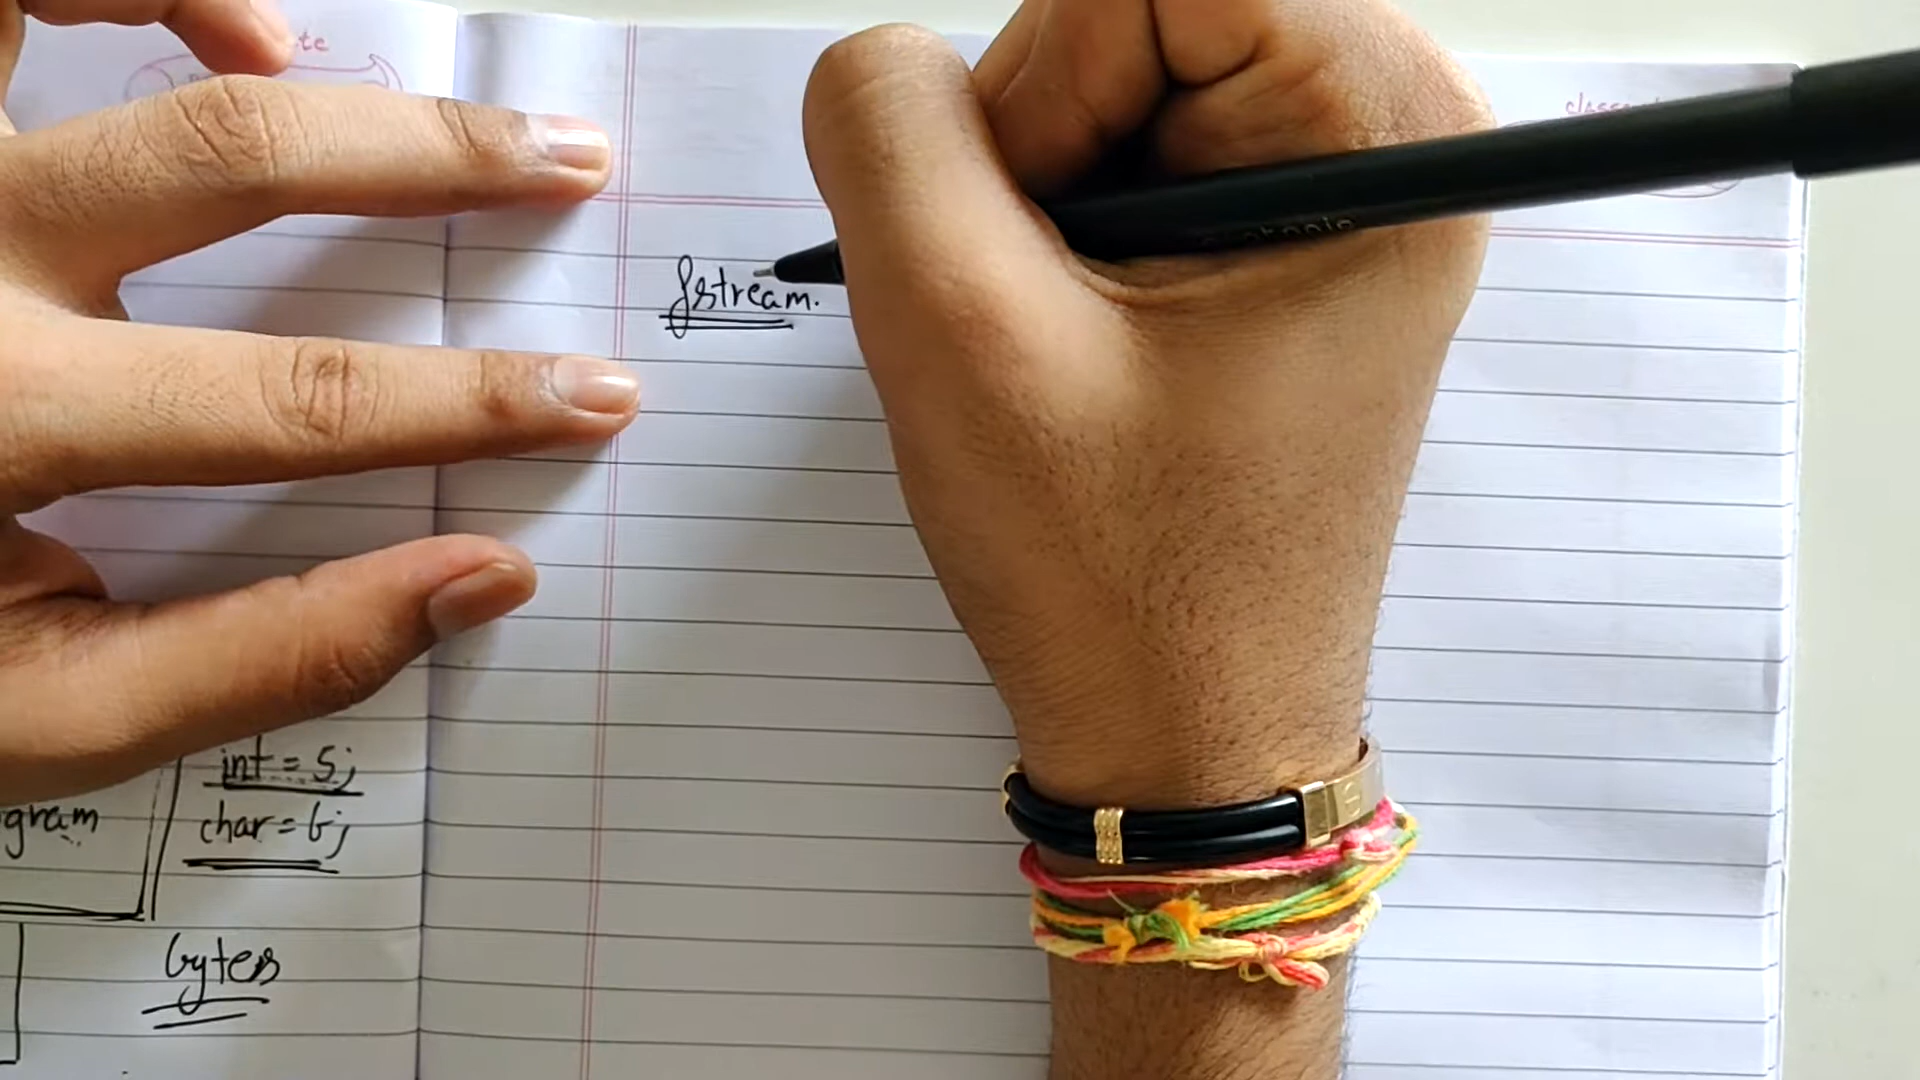 fstream.
int = 5;
char = 6;
gram
bytes